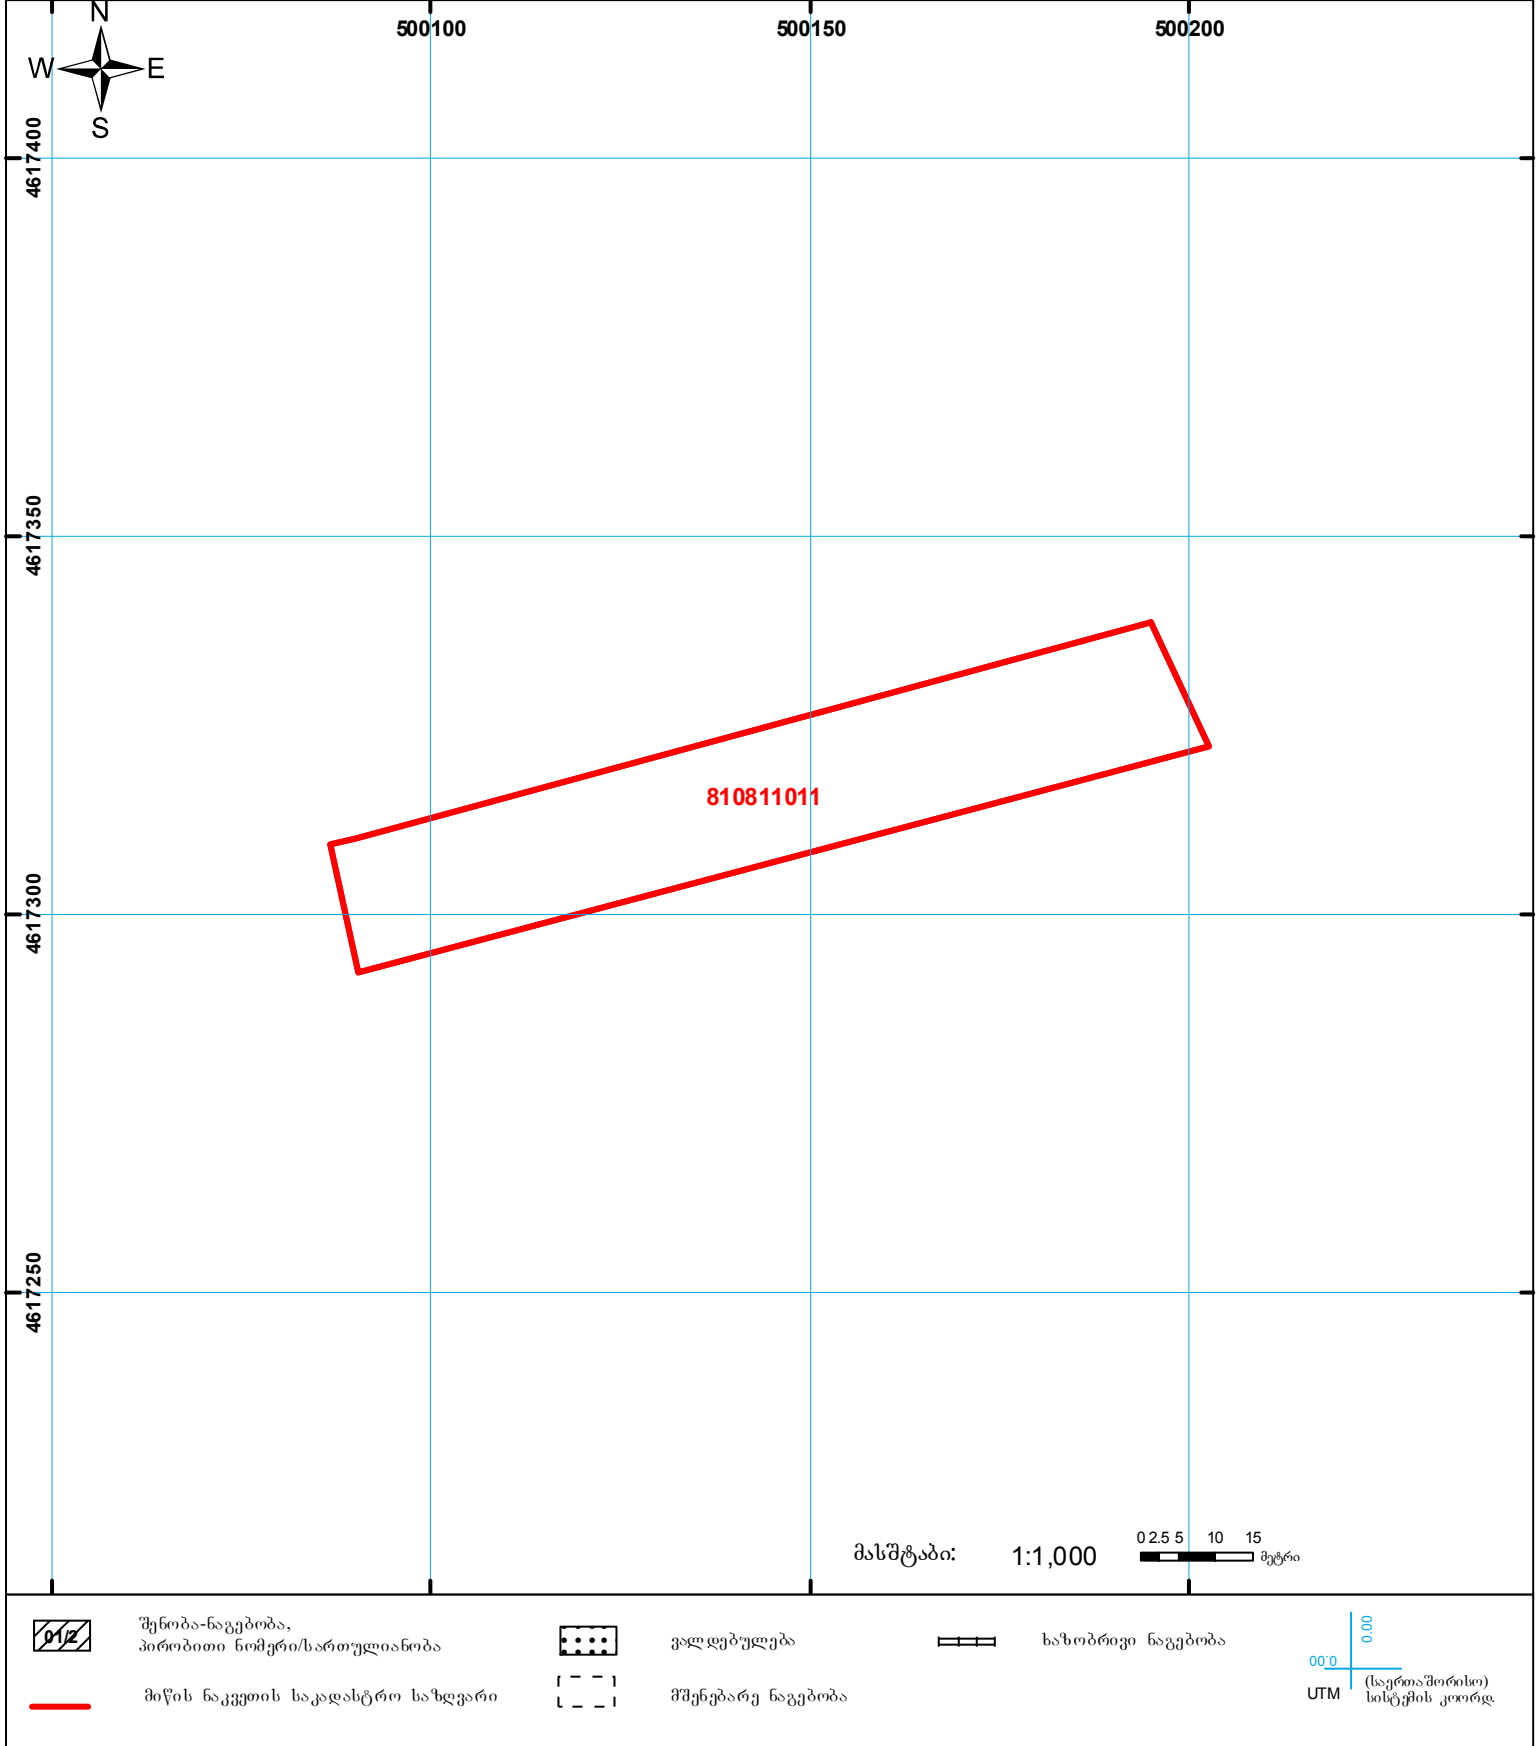 N
W E
S
500100 500150 500200
4617400
4617350
4617300
4617250
810811011
მასშტაბი: 1:1,000
0 2.5 5 10 15
მეტრი
01/2
შენობა-ნაგებობა,
პირობითი ნომერი/სართულიანობა
ვალდებულება
ხაზობრივი ნაგებობა
მიწის ნაკვეთის საკადასტრო საზღვარი
მშენებარე ნაგებობა
0.00
0.00
UTM
(საერთაშორისო)
სისტემის კოორდ.